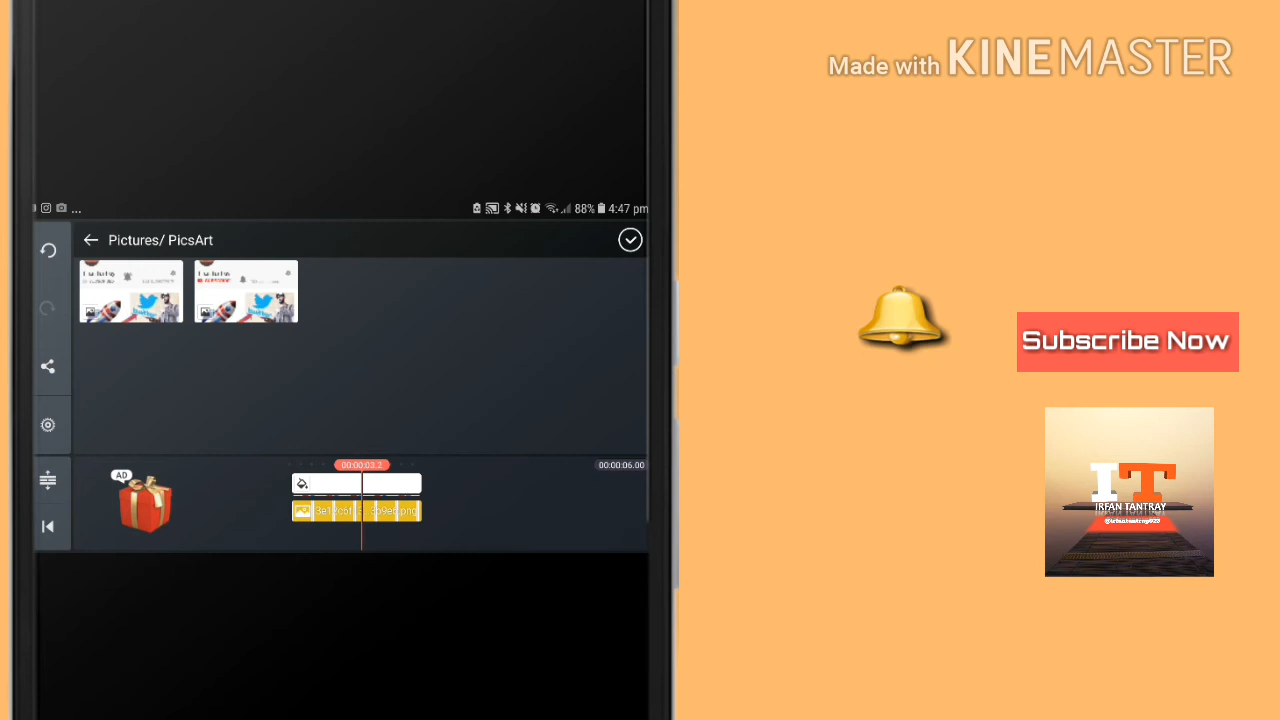 Made with KINEMASTER
... 88% 4:47 pm
Pictures/ PicsArt
00:00:03.2
00:00:06.00
AD
Subscribe Now
IT
IRFAN TANTRAY